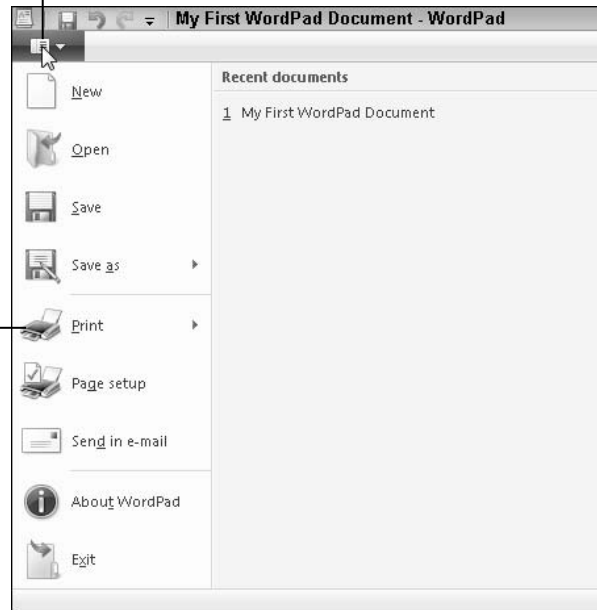 My First WordPad Document - WordPad
New
Open
Save
Save as
Print
Page setup
Send in e-mail
About WordPad
Exit
Recent documents
1 My First WordPad Document